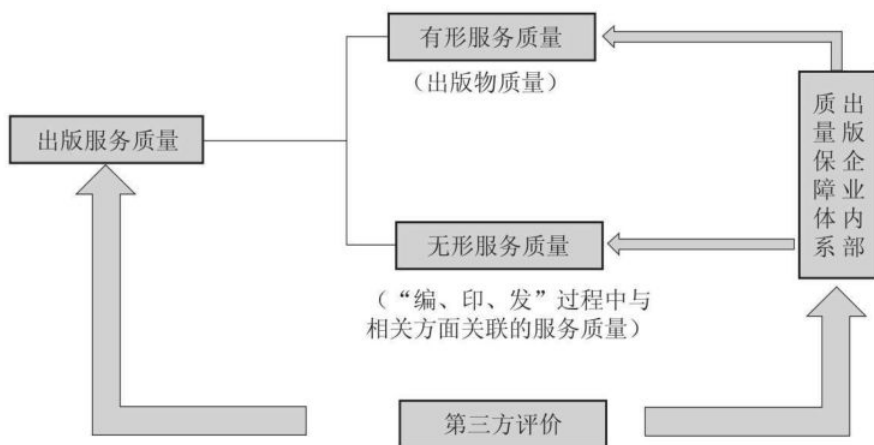 有形服务质量
（出版物质量）
出版服务质量
出版企业内部
质量保障体系
无形服务质量
（“编、印、发”过程中与
相关方面关联的服务质量）
第三方评价